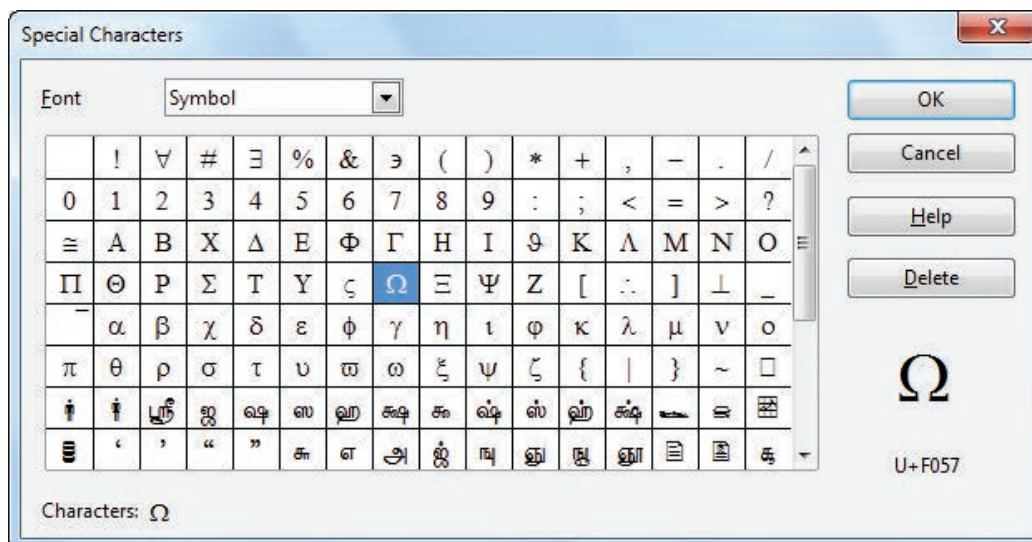 Special Characters
Font Symbol OK
! ∀ # ∃ % & ϶ ( ) * + , − . /
Cancel
0 1 2 3 4 5 6 7 8 9 : ; < = > ?
Help
≅ Α Β Χ Δ Ε Φ Γ Η Ι ϑ Κ Λ Μ Ν Ο
Π Θ Ρ Σ Τ Υ ς Ω Ξ Ψ Ζ [ ∴ ] ⊥ _
Delete
‾ α β χ δ ε ϕ γ η ι φ κ λ μ ν ο
π θ ρ σ τ υ ϖ ω ξ ψ ζ { | } ~
Ω
ஸ்ரீ ஜ ஷ ஸ ஹ க்ஷ ஷ் ஸ் ஹ் க்ஷ்
‘ ’ “ ” எ அ ஜ்
U+F057
Characters: Ω